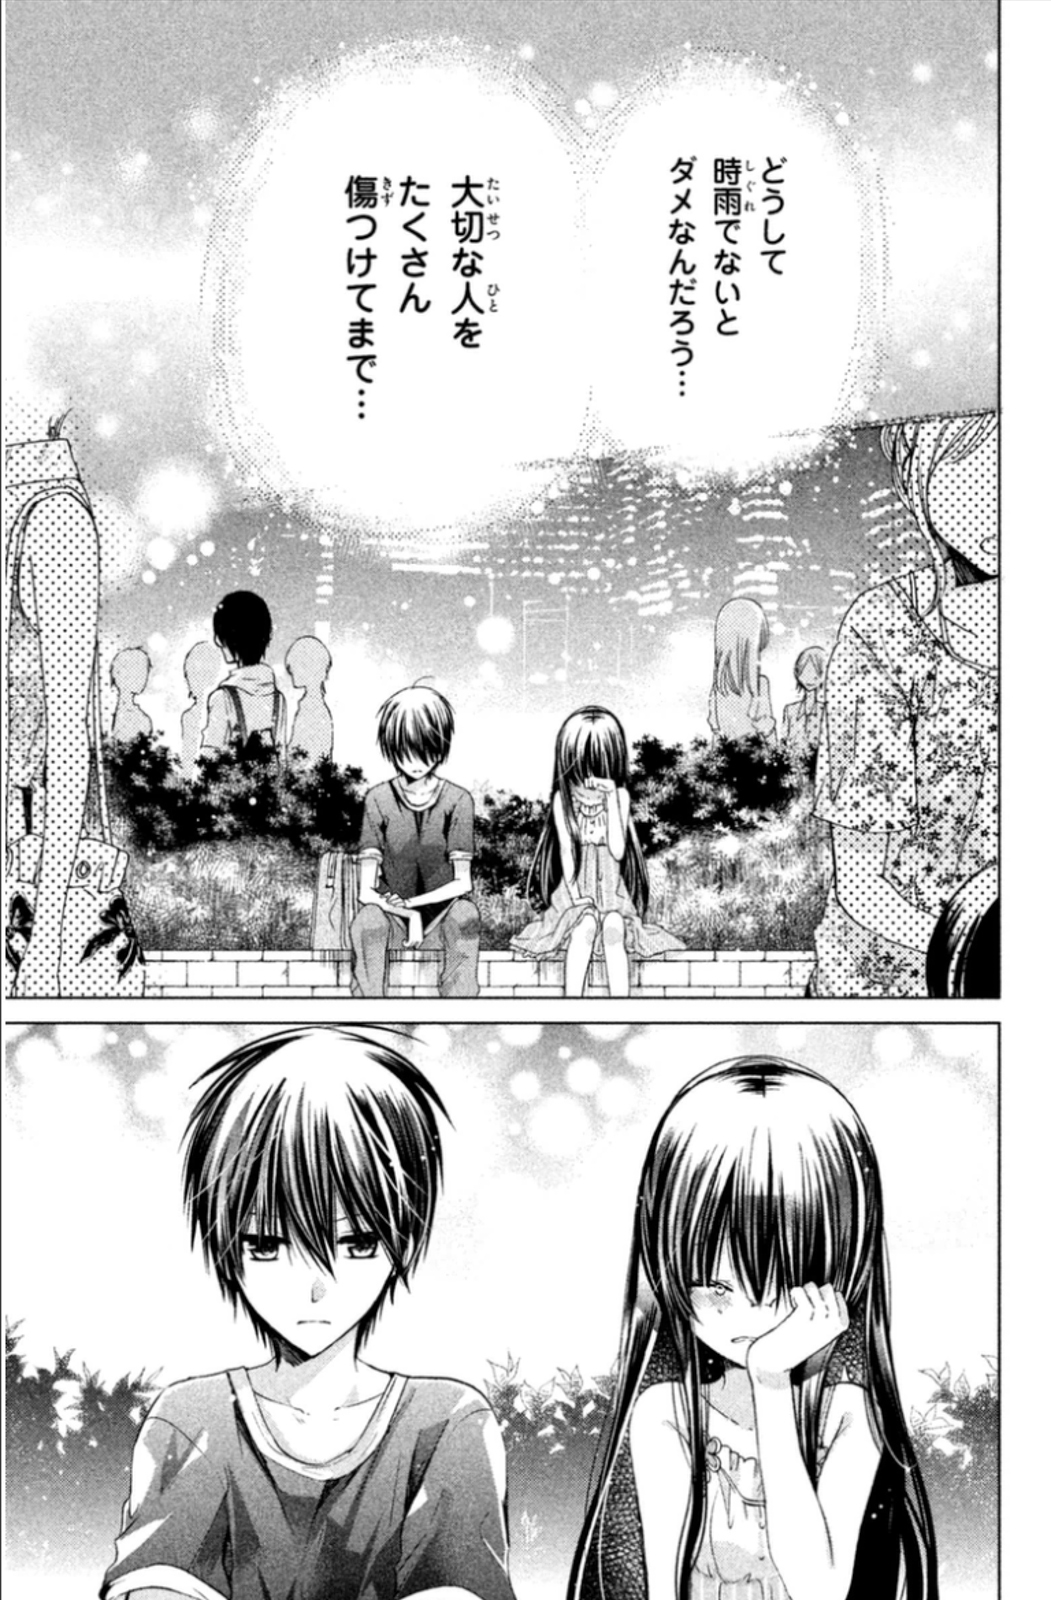 どうして
時雨でないと
ダメなんだろう…
大切な人を
たくさん
傷つけてまで…